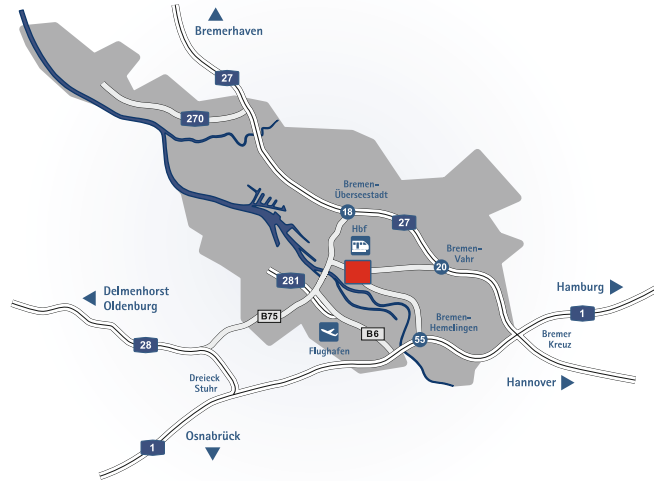 Bremerhaven
27
270
Bremen-
Überseestadt
18
27
Hbf
Bremen-
Vahr
20
281
Delmenhorst
Oldenburg
Hamburg
1
B75
Bremen-
Hemelingen
B6
55
Bremer
Kreuz
28
Flughafen
Dreieck
Stuhr
Hannover
Osnabrück
1